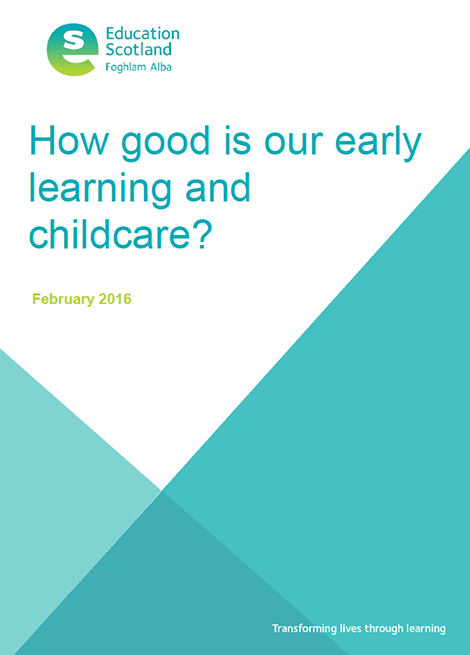 Education
Scotland
Foghlam Alba
How good is our early
learning and
childcare?
February 2016
Transforming lives through learning